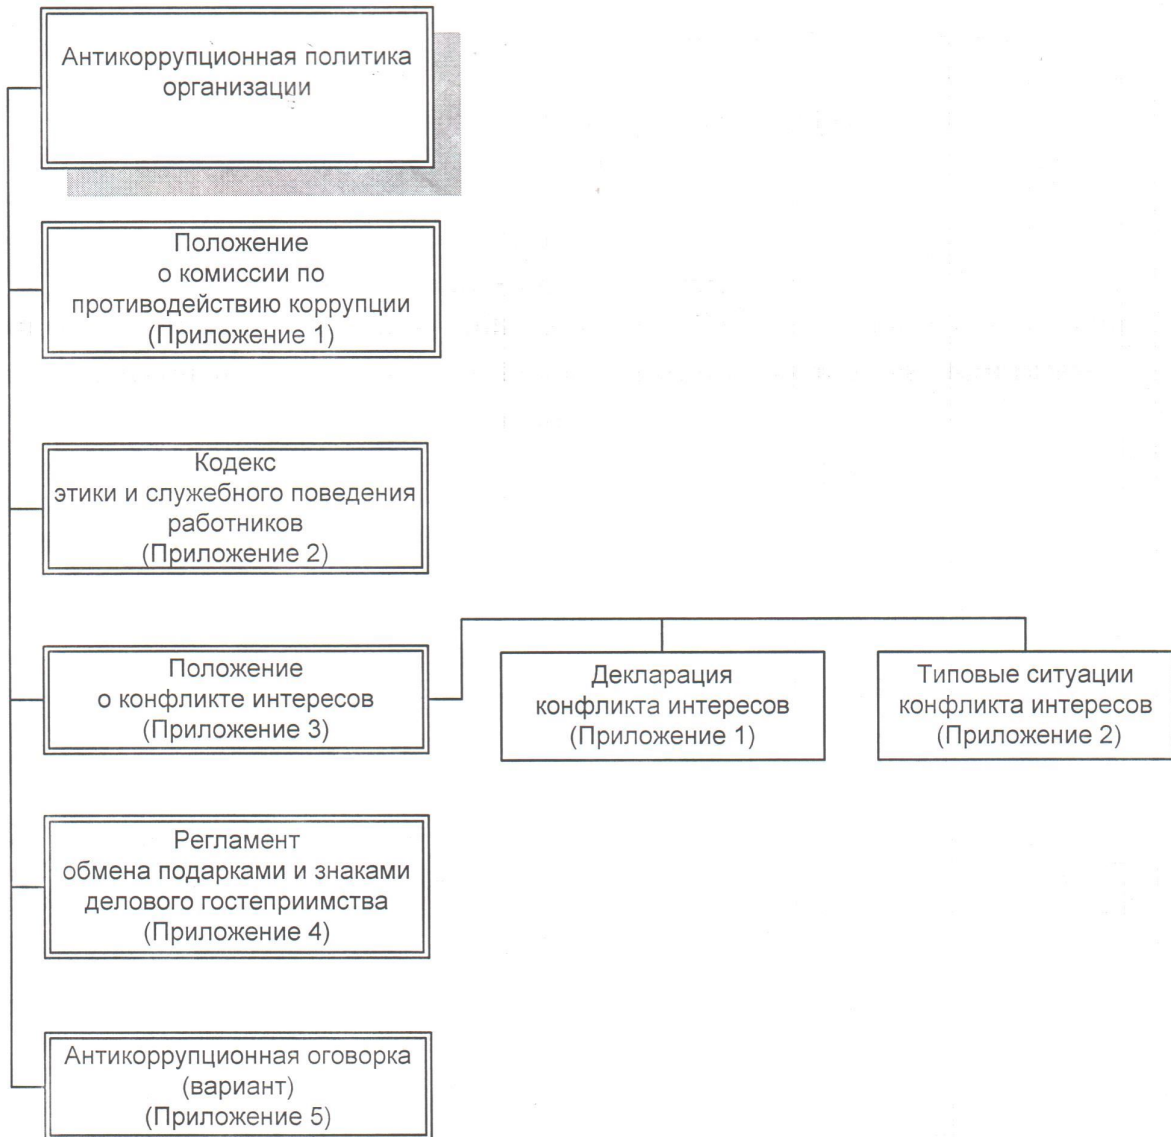 Антикоррупционная политика
организации
Положение
о комиссии по
противодействию коррупции
(Приложение 1)
Кодекс
этики и служебного поведения
работников
(Приложение 2)
Положение
о конфликте интересов
(Приложение 3)
Декларация
конфликта интересов
(Приложение 1)
Типовые ситуации
конфликта интересов
(Приложение 2)
Регламент
обмена подарками и знаками
делового гостеприимства
(Приложение 4)
Антикоррупционная оговорка
(вариант)
(Приложение 5)